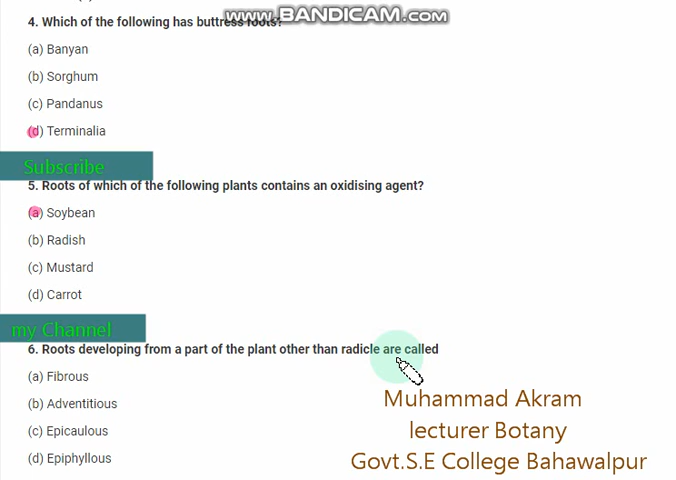 www.BANDICAM.com
4. Which of the following has buttress roots?
(a) Banyan
(b) Sorghum
(c) Pandanus
(d) Terminalia
Subscribe
5. Roots of which of the following plants contains an oxidising agent?
(a) Soybean
(b) Radish
(c) Mustard
(d) Carrot
my Channel
6. Roots developing from a part of the plant other than radicle are called
(a) Fibrous
(b) Adventitious
(c) Epicaulous
(d) Epiphyllous
Muhammad Akram
lecturer Botany
Govt.S.E College Bahawalpur